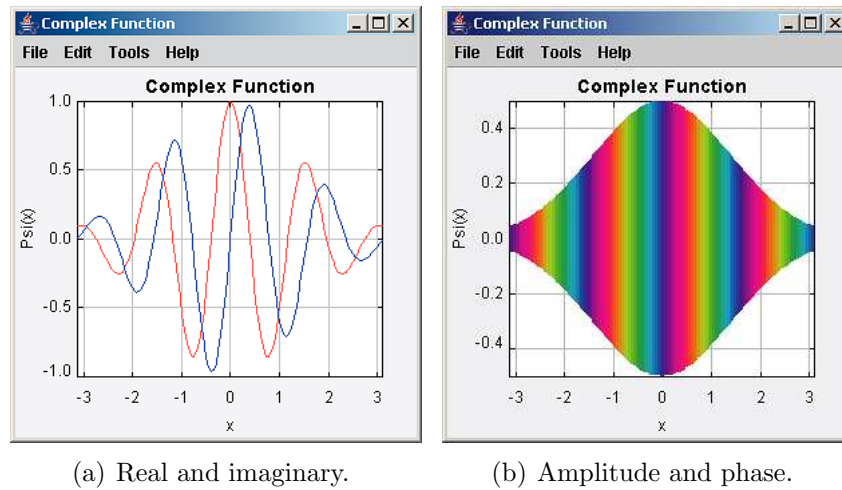 Complex Function
File Edit Tools Help
Complex Function
1.0
0.5
0.0
-0.5
-1.0
Psi(x)
-3 -2 -1 0 1 2 3
x
(a) Real and imaginary.
Complex Function
File Edit Tools Help
Complex Function
0.4
0.2
0.0
-0.2
-0.4
Psi(x)
-3 -2 -1 0 1 2 3
x
(b) Amplitude and phase.